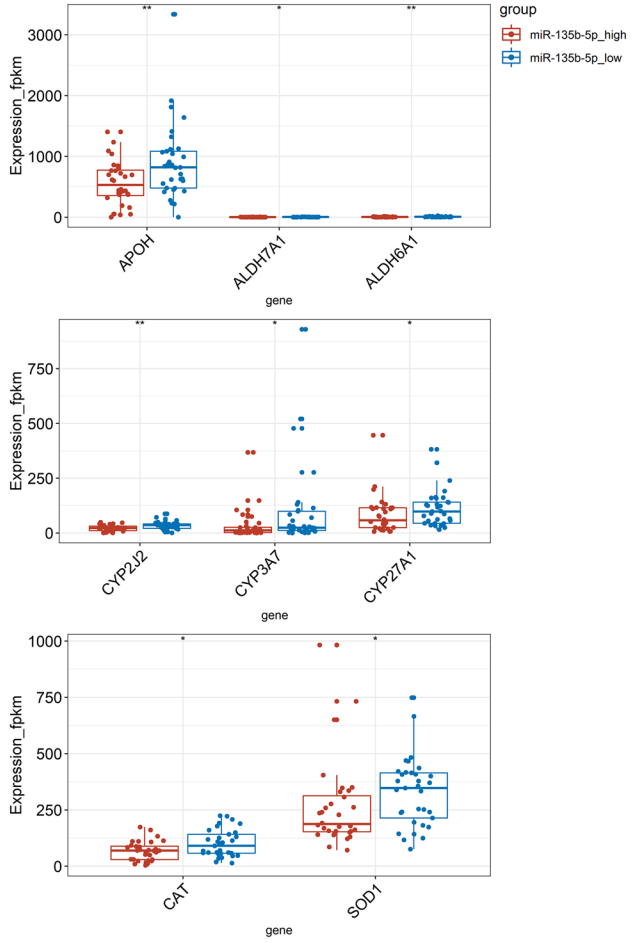 ** * **
group
miR-135b-5p_high
miR-135b-5p_low
Expression_fpkm
3000
2000
1000
0
APOH ALDH7A1 ALDH6A1
gene
** * *
Expression_fpkm
750
500
250
0
CYP2J2 CYP3A7 CYP27A1
gene
* *
Expression_fpkm
1000
750
500
250
0
CAT SOD1
gene